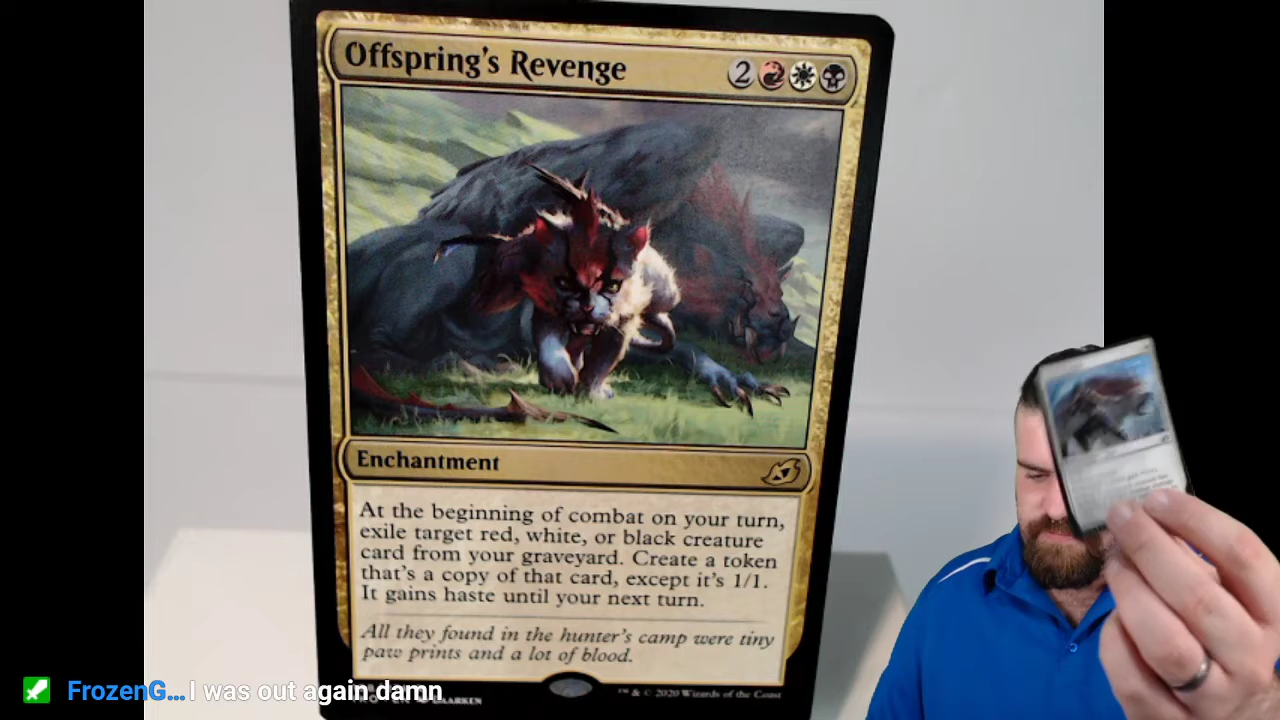 Offspring's Revenge
2
Enchantment
At the beginning of combat on your turn,
exile target red, white, or black creature
card from your graveyard. Create a token
that's a copy of that card, except it's 1/1.
It gains haste until your next turn.
All they found in the hunter's camp were tiny
paw prints and a lot of blood.
™ & © 2020 Wizards of the Coast
FrozenG... I was out again damn